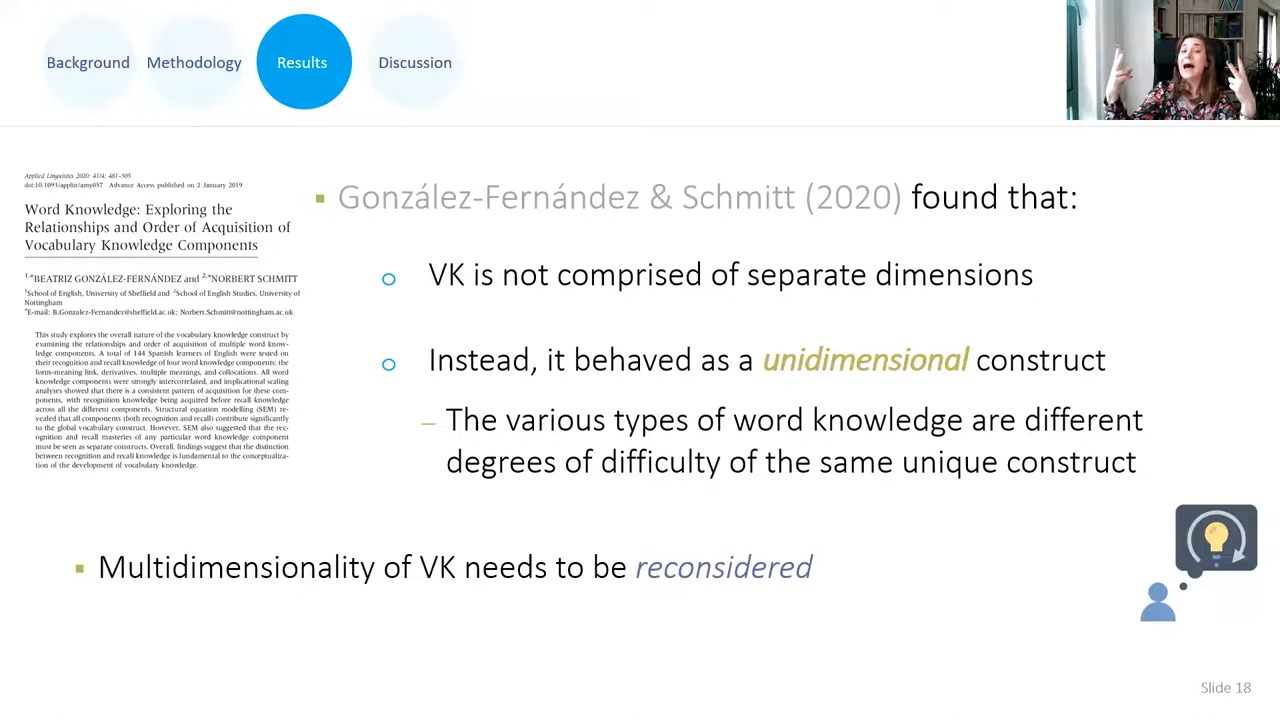 Background
Methodology
Results
Discussion
Applied Linguistics 2020: 41/4: 481–505
doi:10.1093/applin/amy057 Advance Access published on 2 January 2019
Word Knowledge: Exploring the
Relationships and Order of Acquisition of
Vocabulary Knowledge Components
1,*BEATRIZ GONZÁLEZ-FERNÁNDEZ and 2,*NORBERT SCHMITT
1School of English, University of Sheffield and 2School of English Studies, University of
Nottingham
*E-mail: B.Gonzalez-Fernandez@sheffield.ac.uk; Norbert.Schmitt@nottingham.ac.uk
This study explores the overall nature of the vocabulary knowledge construct by
examining the relationships and order of acquisition of multiple word know-
ledge components. A total of 144 Spanish learners of English were tested on
their recognition and recall knowledge of four word knowledge components: the
form-meaning link, derivatives, multiple meanings, and collocations. All word
knowledge components were strongly intercorrelated, and implicational scaling
analyses showed that there is a consistent pattern of acquisition for these com-
ponents, with recognition knowledge being acquired before recall knowledge
across all the different components. Structural equation modelling (SEM) re-
vealed that all components (both recognition and recall) contribute significantly
to the global vocabulary construct. However, SEM also suggested that the rec-
ognition and recall masteries of any particular word knowledge component
must be seen as separate constructs. Overall, findings suggest that the distinction
between recognition and recall knowledge is fundamental to the conceptualiza-
tion of the development of vocabulary knowledge.
González-Fernández & Schmitt (2020) found that:
VK is not comprised of separate dimensions
Instead, it behaved as a unidimensional construct
– The various types of word knowledge are different
degrees of difficulty of the same unique construct
Multidimensionality of VK needs to be reconsidered
Slide 18